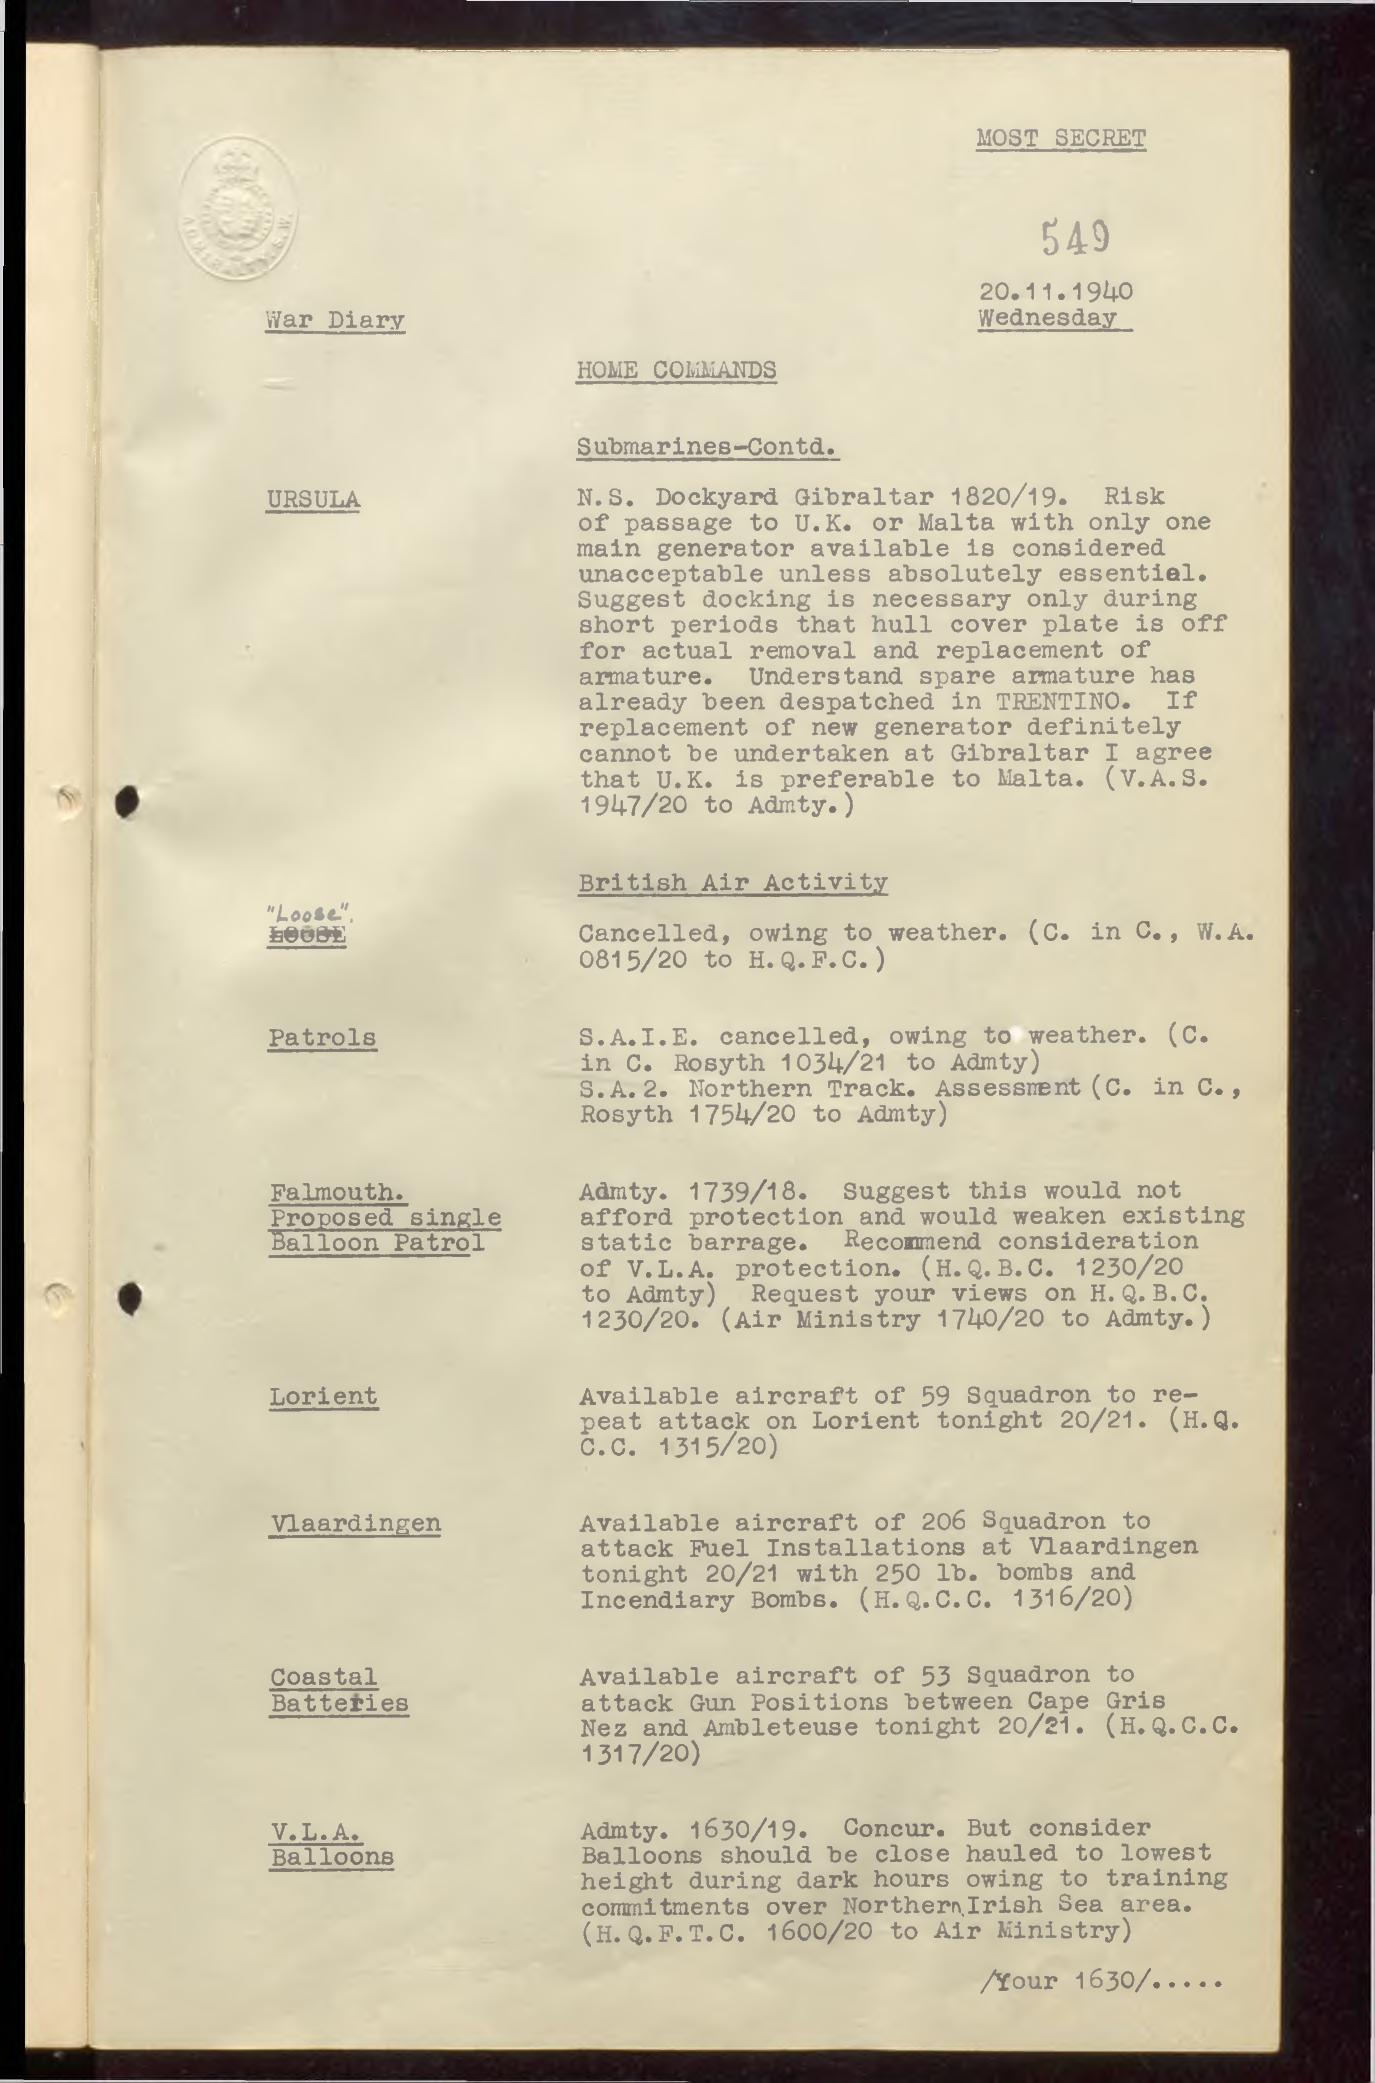 MOST SECRET
ADMIRALTY. S.W.
549
20.11.1940
War Diary
Wednesday
HOME COMMANDS
Submarines-Contd.
URSULA
N.S. Dockyard Gibraltar 1820/19. Risk
of passage to U.K. or Malta with only one
main generator available is considered
unacceptable unless absolutely essential.
Suggest docking is necessary only during
short periods that hull cover plate is off
for actual removal and replacement of
armature. Understand spare armature has
already been despatched in TRENTINO. If
replacement of new generator definitely
cannot be undertaken at Gibraltar I agree
that U.K. is preferable to Malta. (V.A.S.
1947/20 to Admty.)
British Air Activity
"Loose".
LOOSE
Cancelled, owing to weather. (C. in C., W.A.
0815/20 to H.Q.F.C.)
Patrols
S.A.I.E. cancelled, owing to weather. (C.
in C. Rosyth 1034/21 to Admty)
S.A.2. Northern Track. Assessment (C. in C.,
Rosyth 1754/20 to Admty)
Falmouth.
Proposed single
Balloon Patrol
Admty. 1739/18. Suggest this would not
afford protection and would weaken existing
static barrage. Recommend consideration
of V.L.A. protection. (H.Q.B.C. 1230/20
to Admty) Request your views on H.Q.B.C.
1230/20. (Air Ministry 1740/20 to Admty.)
Lorient
Available aircraft of 59 Squadron to re-
peat attack on Lorient tonight 20/21. (H.Q.
C.C. 1315/20)
Vlaardingen
Available aircraft of 206 Squadron to
attack Fuel Installations at Vlaardingen
tonight 20/21 with 250 lb. bombs and
Incendiary Bombs. (H.Q.C.C. 1316/20)
Coastal
Batteries
Available aircraft of 53 Squadron to
attack Gun Positions between Cape Gris
Nez and Ambleteuse tonight 20/21. (H.Q.C.C.
1317/20)
V.L.A.
Balloons
Admty. 1630/19. Concur. But consider
Balloons should be close hauled to lowest
height during dark hours owing to training
commitments over Northern Irish Sea area.
(H.Q.F.T.C. 1600/20 to Air Ministry)
/Your 1630/.....